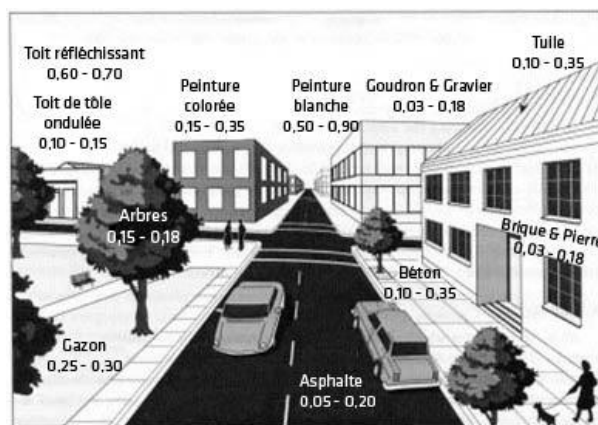 Toit réfléchissant
0,60 - 0,70
Toit de tôle
ondulée
0,10 - 0,15
Peinture
colorée
0,15 - 0,35
Peinture
blanche
0,50 - 0,90
Goudron & Gravier
0,03 - 0,18
Tuile
0,10 - 0,35
Arbres
0,15 - 0,18
Brique & Pierre
0,03 - 0,18
Béton
0,10 - 0,35
Gazon
0,25 - 0,30
Asphalte
0,05 - 0,20